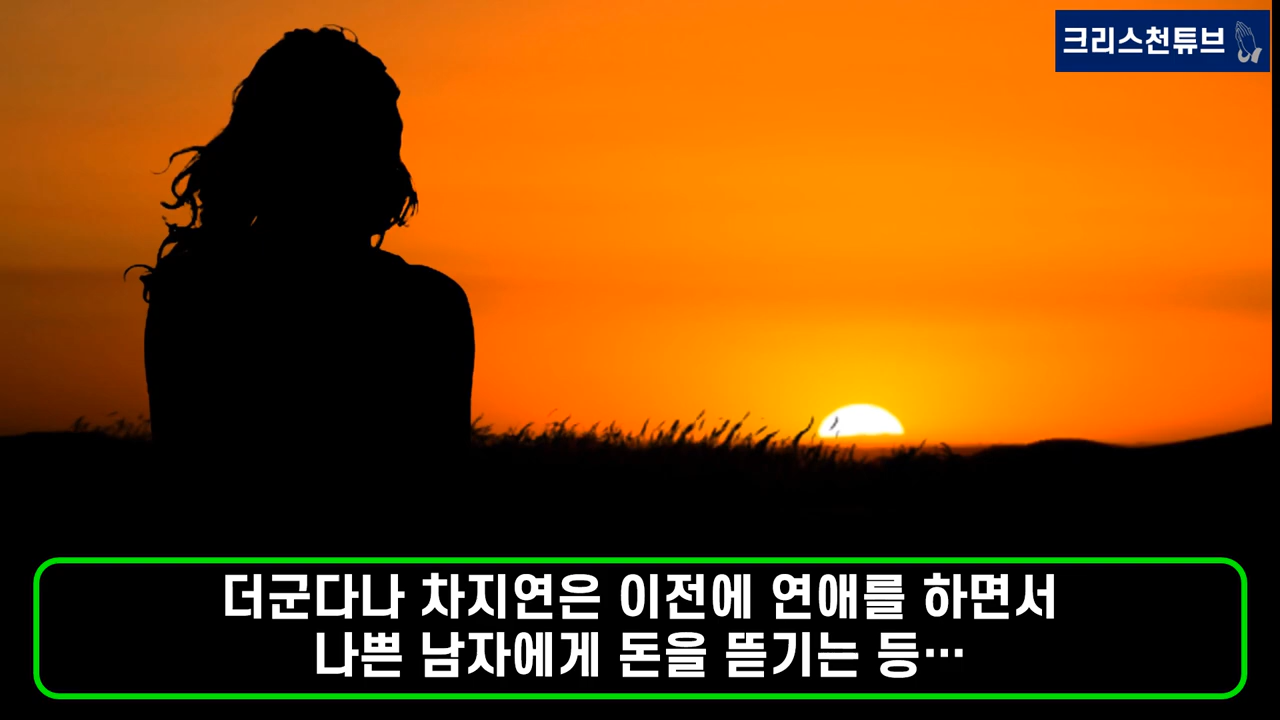 크리스천튜브
더군다나 차지연은 이전에 연애를 하면서
나쁜 남자에게 돈을 뜯기는 등…